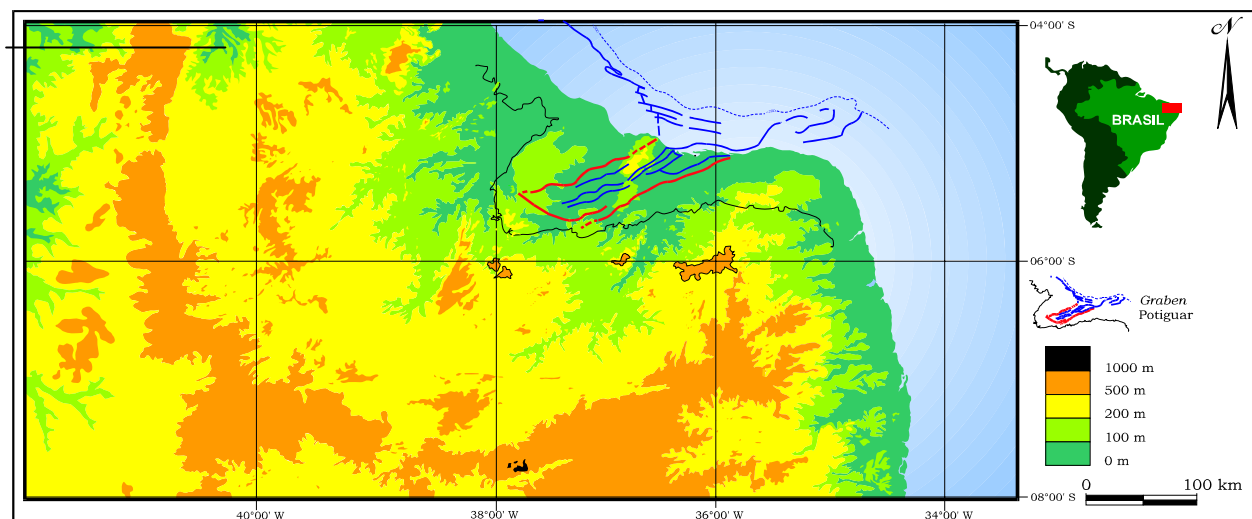 04°00' S
N
BRASIL
06°00' S
Graben
Potiguar
1000 m
500 m
200 m
100 m
0 m
08°00' S
0
100 km
40°00' W
38°00' W
36°00' W
34°00' W